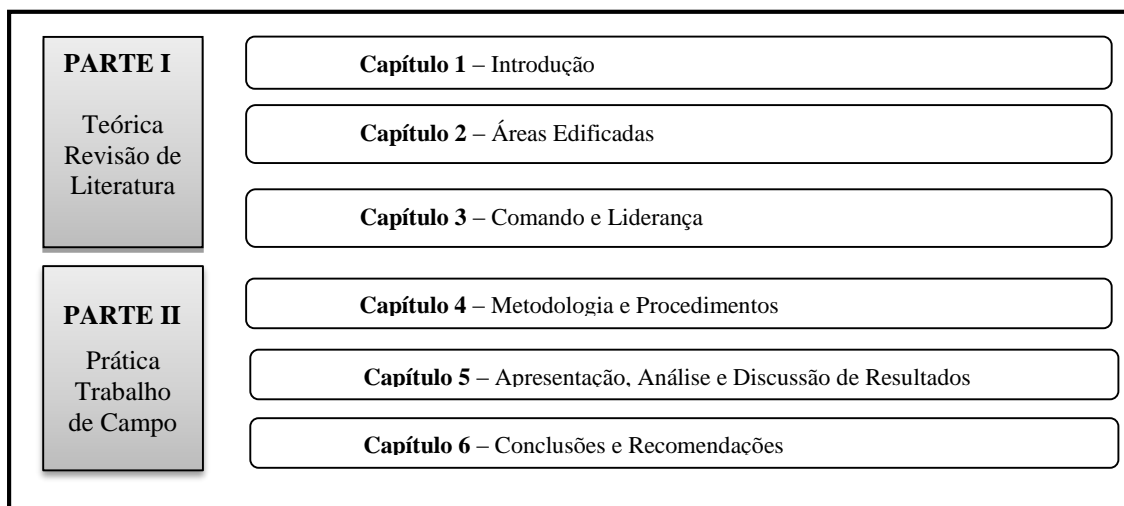 PARTE I
Teórica
Revisão de
Literatura
Capítulo 1 – Introdução
Capítulo 2 – Áreas Edificadas
Capítulo 3 – Comando e Liderança
PARTE II
Prática
Trabalho
de Campo
Capítulo 4 – Metodologia e Procedimentos
Capítulo 5 – Apresentação, Análise e Discussão de Resultados
Capítulo 6 – Conclusões e Recomendações